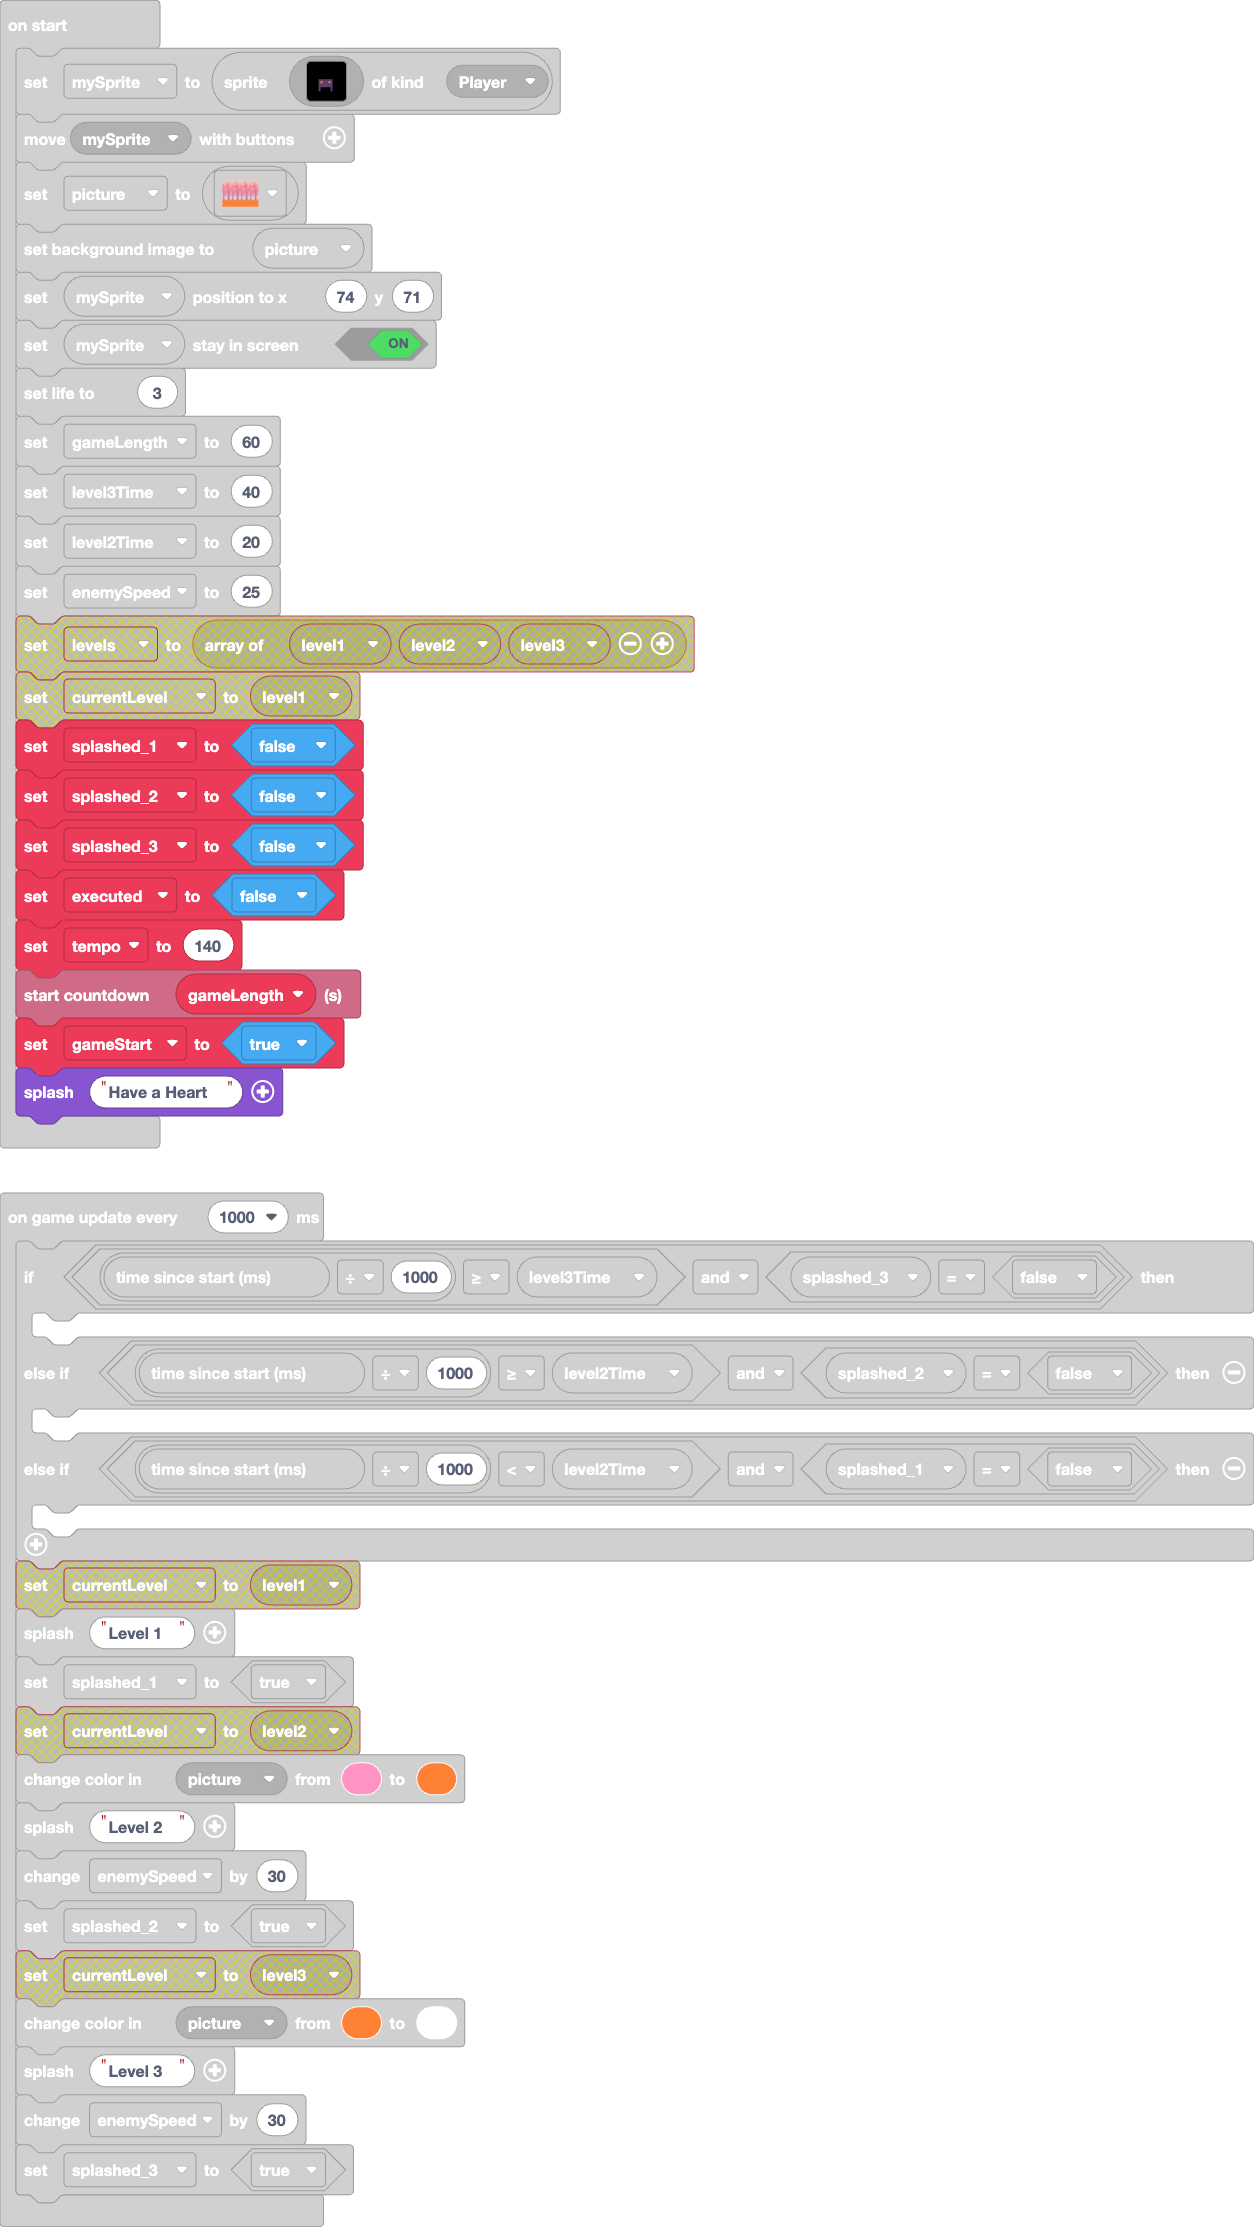 on start
set mySprite to sprite of kind Player
move mySprite with buttons
set picture to
set background image to picture
set mySprite position to x 74 y 71
set mySprite stay in screen ON
set life to 3
set gameLength to 60
set level3Time to 40
set level2Time to 20
set enemySpeed to 25
set levels to array of level1 level2 level3
set currentLevel to level1
set splashed_1 to false
set splashed_2 to false
set splashed_3 to false
set executed to false
set tempo to 140
start countdown gameLength (s)
set gameStart to true
splash "Have a Heart"
on game update every 1000 ms
if time since start (ms) ÷ 1000 ≥ level3Time and splashed_3 = false then
else if time since start (ms) ÷ 1000 ≥ level2Time and splashed_2 = false then
else if time since start (ms) ÷ 1000 < level2Time and splashed_1 = false then
set currentLevel to level1
splash "Level 1"
set splashed_1 to true
set currentLevel to level2
change color in picture from to
splash "Level 2"
change enemySpeed by 30
set splashed_2 to true
set currentLevel to level3
change color in picture from to
splash "Level 3"
change enemySpeed by 30
set splashed_3 to true